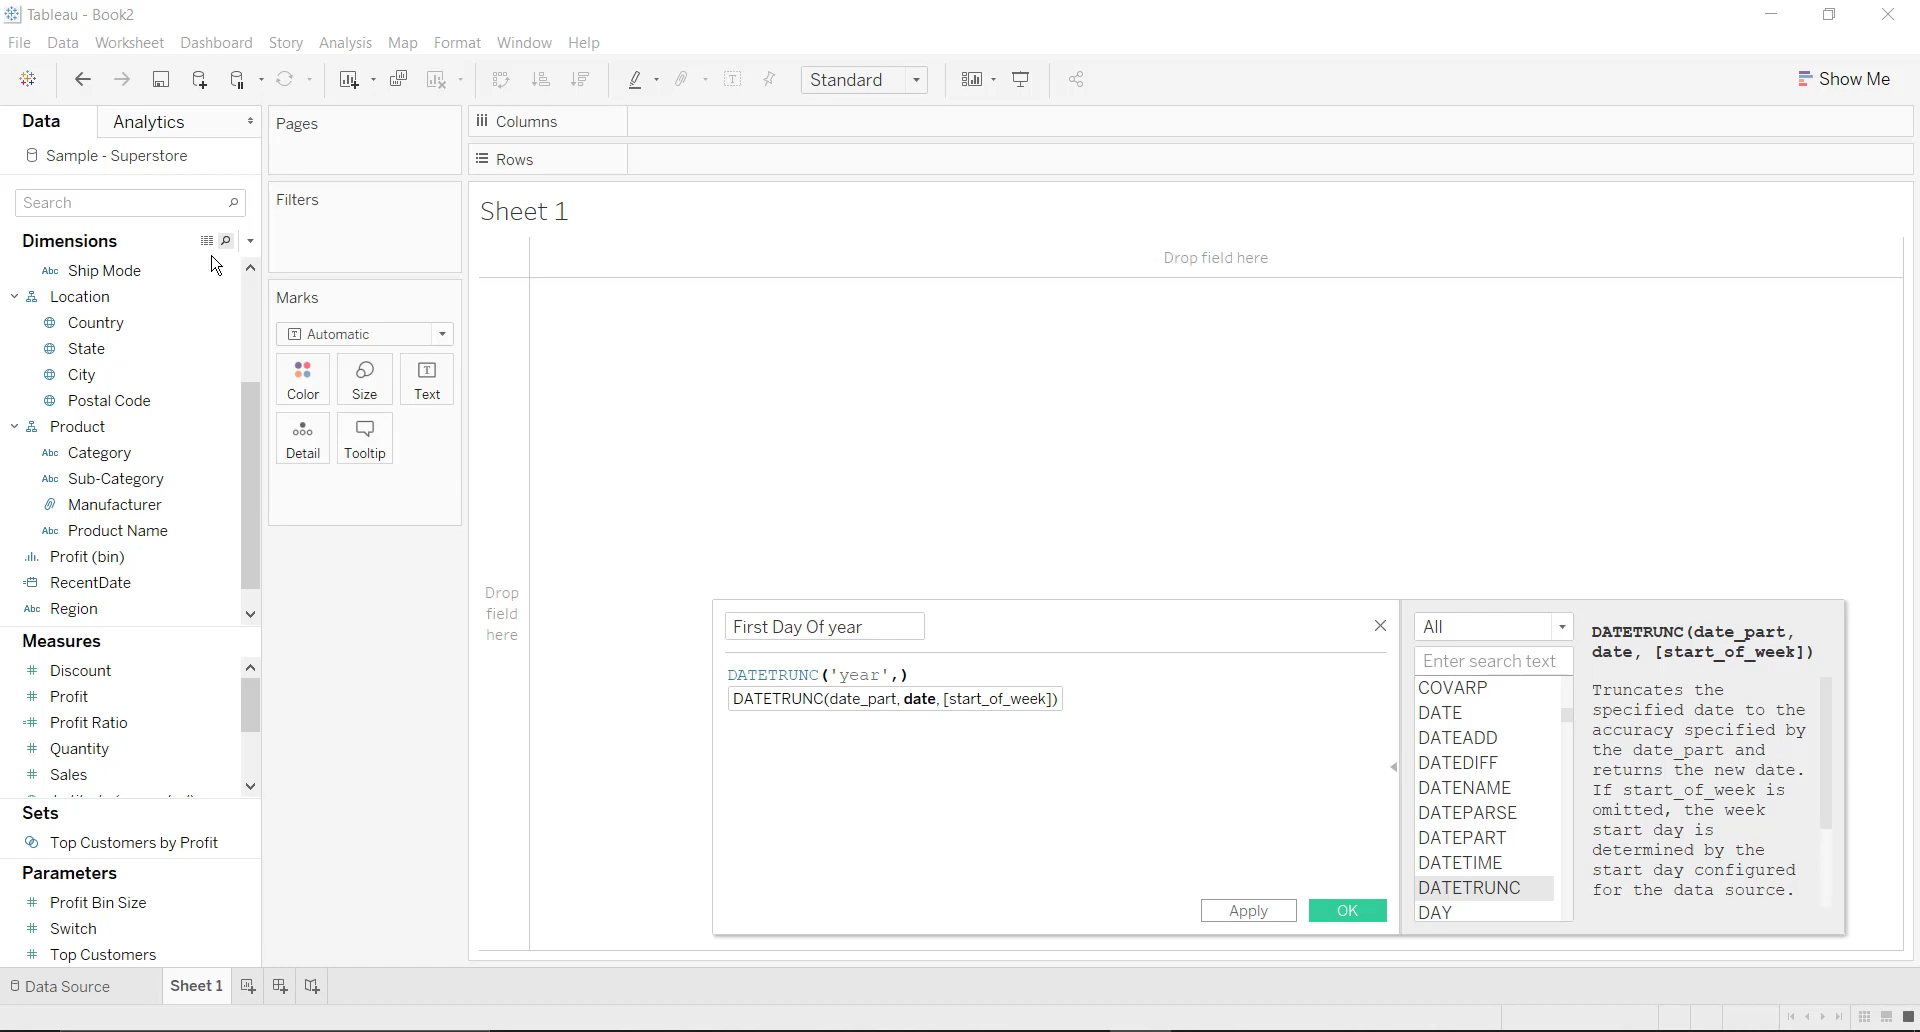 Tableau - Book2
File Data Worksheet Dashboard Story Analysis Map Format Window Help
Standard
Show Me
Data
Analytics
Sample - Superstore
Search
Dimensions
Abc Ship Mode
Location
Country
State
City
Postal Code
Product
Abc Category
Abc Sub-Category
Manufacturer
Abc Product Name
Profit (bin)
RecentDate
Abc Region
Measures
# Discount
# Profit
=# Profit Ratio
# Quantity
# Sales
Sets
Top Customers by Profit
Parameters
# Profit Bin Size
# Switch
# Top Customers
Pages
Filters
Marks
T Automatic
Color
Size
T
Text
Detail
Tooltip
Columns
Rows
Sheet 1
Drop field here
Drop
field
here
First Day Of year
DATETRUNC('year',)
DATETRUNC(date_part, date, [start_of_week])
Apply
OK
All
Enter search text
COVARP
DATE
DATEADD
DATEDIFF
DATENAME
DATEPARSE
DATEPART
DATETIME
DATETRUNC
DAY
DATETRUNC(date_part,
date, [start_of_week])
Truncates the
specified date to the
accuracy specified by
the date_part and
returns the new date.
If start_of_week is
omitted, the week
start day is
determined by the
start day configured
for the data source.
Data Source
Sheet 1